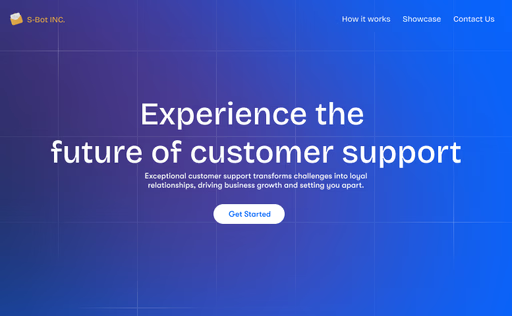 S-Bot INC.
How it works
Showcase
Contact Us
Experience the
future of customer support
Exceptional customer support transforms challenges into loyal
relationships, driving business growth and setting you apart.
Get Started